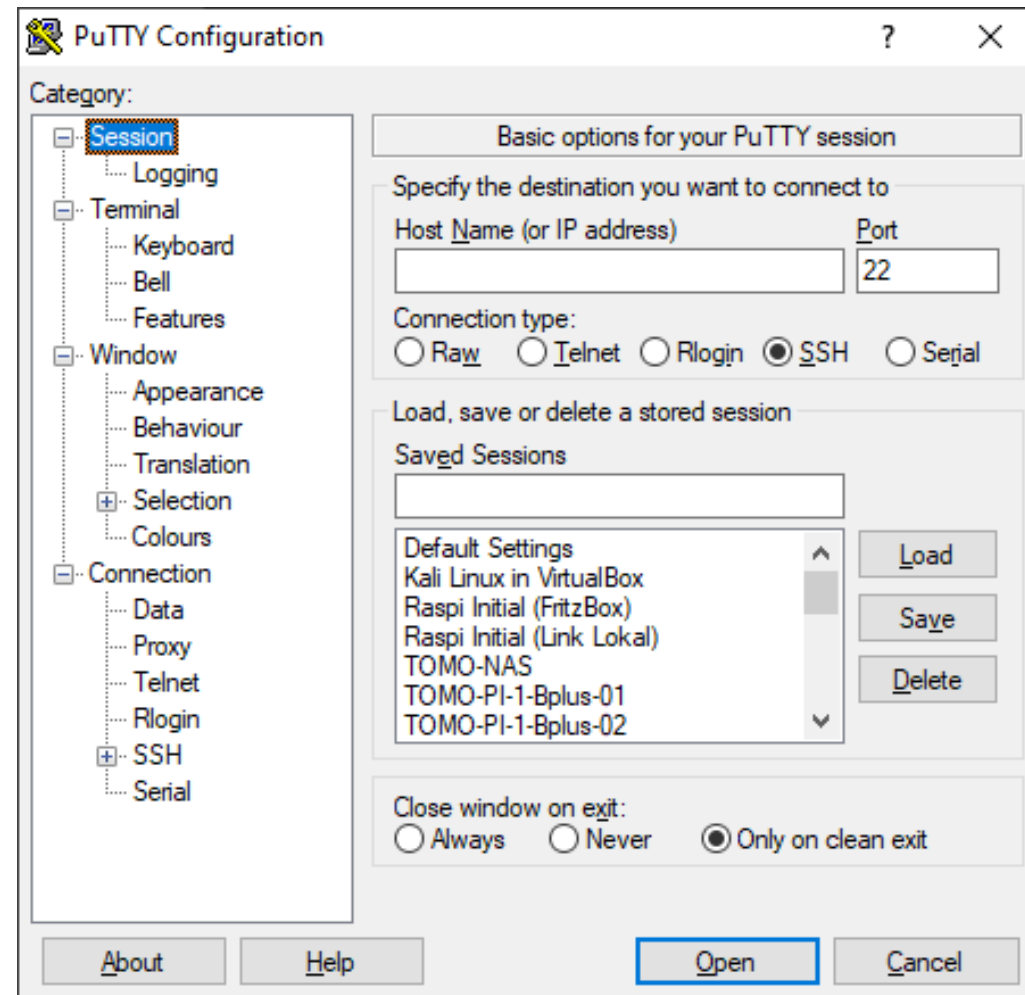 PuTTY Configuration
?
Category:
Session
Logging
Terminal
Keyboard
Bell
Features
Window
Appearance
Behaviour
Translation
Selection
Colours
Connection
Data
Proxy
Telnet
Rlogin
SSH
Serial
Basic options for your PuTTY session
Specify the destination you want to connect to
Host Name (or IP address) Port
22
Connection type:
Raw Telnet Rlogin SSH Serial
Load, save or delete a stored session
Saved Sessions
Default Settings
Kali Linux in VirtualBox
Raspi Initial (FritzBox)
Raspi Initial (Link Lokal)
TOMO-NAS
TOMO-PI-1-Bplus-01
TOMO-PI-1-Bplus-02
Load
Save
Delete
Close window on exit:
Always Never Only on clean exit
About Help Open Cancel